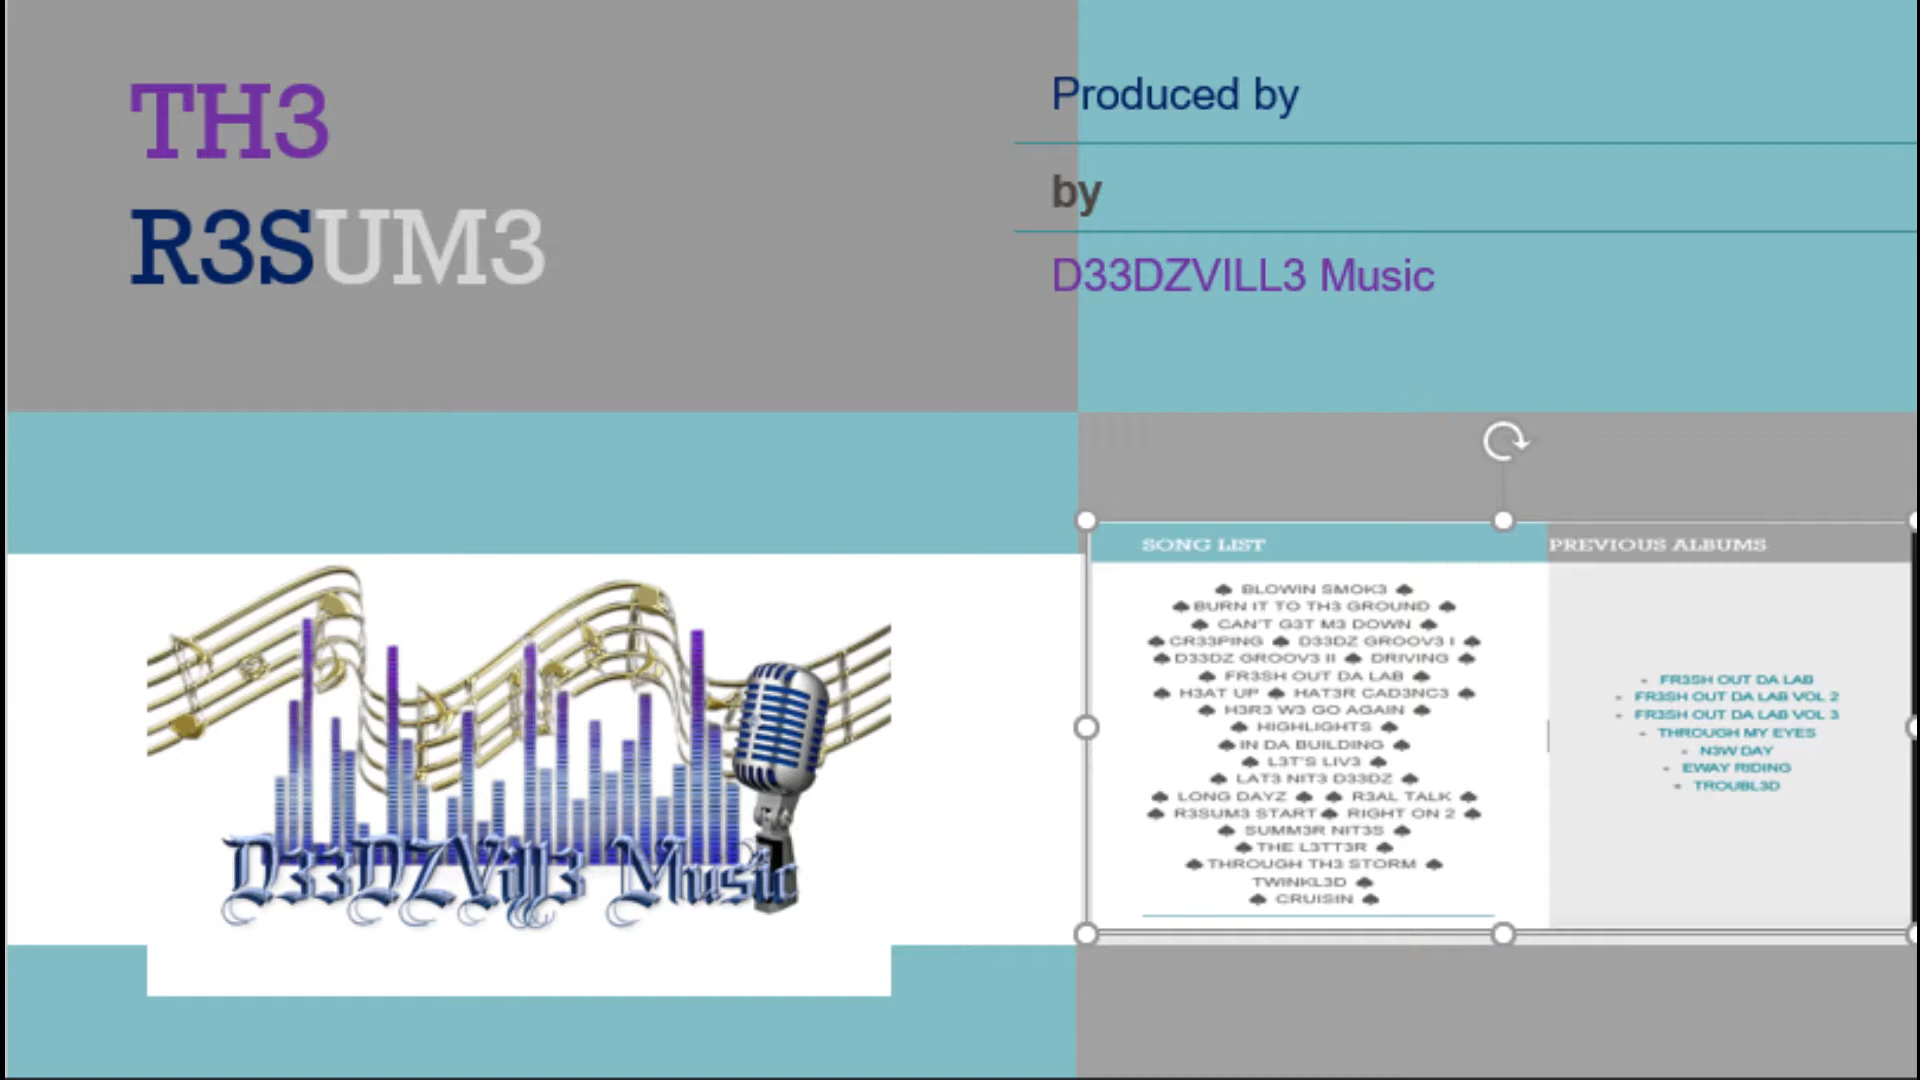 TH3
R3SUM3
Produced by
by
D33DZVILL3 Music
D33DZVill3 Music
SONG LIST
♠ BLOWIN SMOK3 ♠
♠ BURN IT TO TH3 GROUND ♠
♠ CAN'T G3T M3 DOWN ♠
♠ CR33PING ♠ D33DZ GROOV3 I ♠
♠ D33DZ GROOV3 II ♠ DRIVING ♠
♠ FR3SH OUT DA LAB ♠
♠ H3AT UP ♠ HAT3R CAD3NC3 ♠
♠ H3R3 W3 GO AGAIN ♠
♠ HIGHLIGHTS ♠
♠ IN DA BUILDING ♠
♠ L3T'S LIV3 ♠
♠ LAT3 NIT3 D33DZ ♠
♠ LONG DAYZ ♠ ♠ R3AL TALK ♠
♠ R3SUM3 START ♠ RIGHT ON 2 ♠
♠ SUMM3R NIT3S ♠
♠ THE L3TT3R ♠
♠ THROUGH TH3 STORM ♠
TWINKL3D ♠
♠ CRUISIN ♠
PREVIOUS ALBUMS
- FR3SH OUT DA LAB
- FR3SH OUT DA LAB VOL 2
- FR3SH OUT DA LAB VOL 3
- THROUGH MY EYES
- N3W DAY
- EWAY RIDING
- TROUBL3D